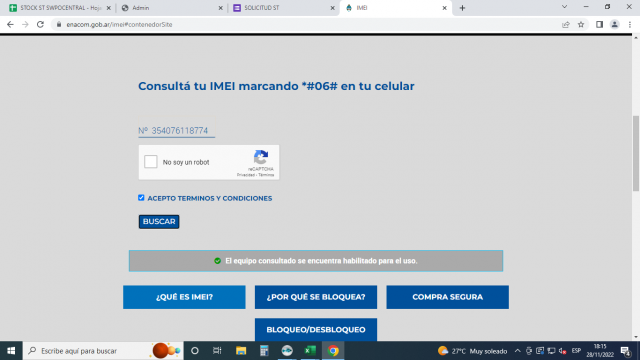 STOCK ST SWPOCENTRAL - Hoja
Admin
SOLICITUD ST
IMEI
enacom.gob.ar/imei#contenedorSite
Consultá tu IMEI marcando *#06# en tu celular
Nº 354076118774
No soy un robot
reCAPTCHA
Privacidad - Términos
ACEPTO TERMINOS Y CONDICIONES
BUSCAR
El equipo consultado se encuentra habilitado para el uso.
¿QUÉ ES IMEI?
¿POR QUÉ SE BLOQUEA?
COMPRA SEGURA
BLOQUEO/DESBLOQUEO
Escribe aquí para buscar
27°C Muy soleado
ESP
18:15
28/11/2022